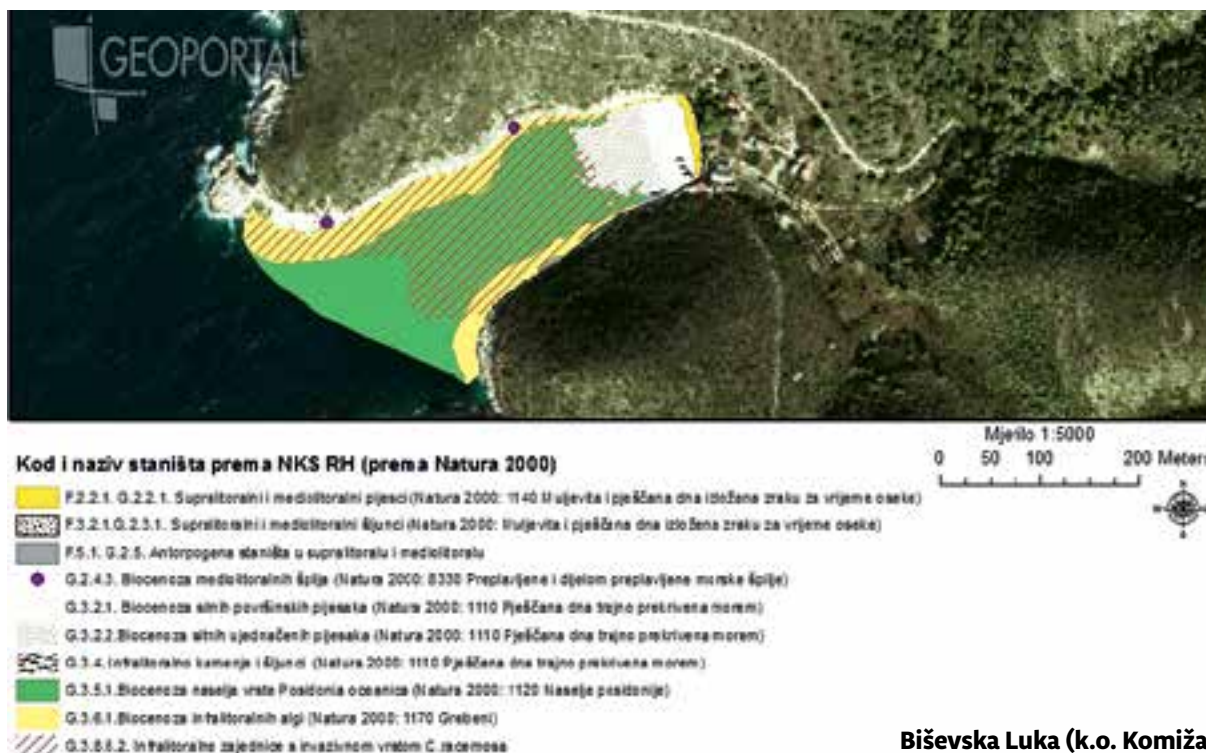 GEOPORTAL
Mjerilo 1:5000
0 50 100 200 Meters
N
W E
S
Kod i naziv staništa prema NKS RH (prema Natura 2000)
F.2.2.1. G.2.2.1. Supralitoralni i mediolitoralni pijesci (Natura 2000: 1140 Muljevita i pješčana dna izložena zraku za vrijeme oseke)
F.3.2.1.G.2.3.1. Supralitoralni i mediolitoralni šljunci (Natura 2000: Muljevita i pješčana dna izložena zraku za vrijeme oseke)
F.5.1. G.2.5. Antorpogena staništa u supralitoralu i mediolitoralu
G.2.4.3. Biocenoza mediolitoralnih špilja (Natura 2000: 8330 Preplavljene i dijelom preplavljene morske špilje)
G.3.2.1. Biocenoza sitnih površinskih pijesaka (Natura 2000: 1110 Pješčana dna trajno prekrivena morem)
G.3.2.2.Biocenoza sitnih ujednačenih pijesaka (Natura 2000: 1110 Pješčana dna trajno prekrivena morem)
G.3.4. Infralitoralno kamenje i šljunci (Natura 2000: 1110 Pješčana dna trajno prekrivena morem)
G.3.5.1.Biocenoza naselja vrste Posidonia oceanica (Natura 2000: 1120 Naselje posidonije)
G.3.6.1.Biocenoza infralitoralnih algi (Natura 2000: 1170 Grebeni)
G.3.8.8.2. Infralitoralne zajednice s invazivnom vrstom C.racemosa
Biševska Luka (k.o. Komiža